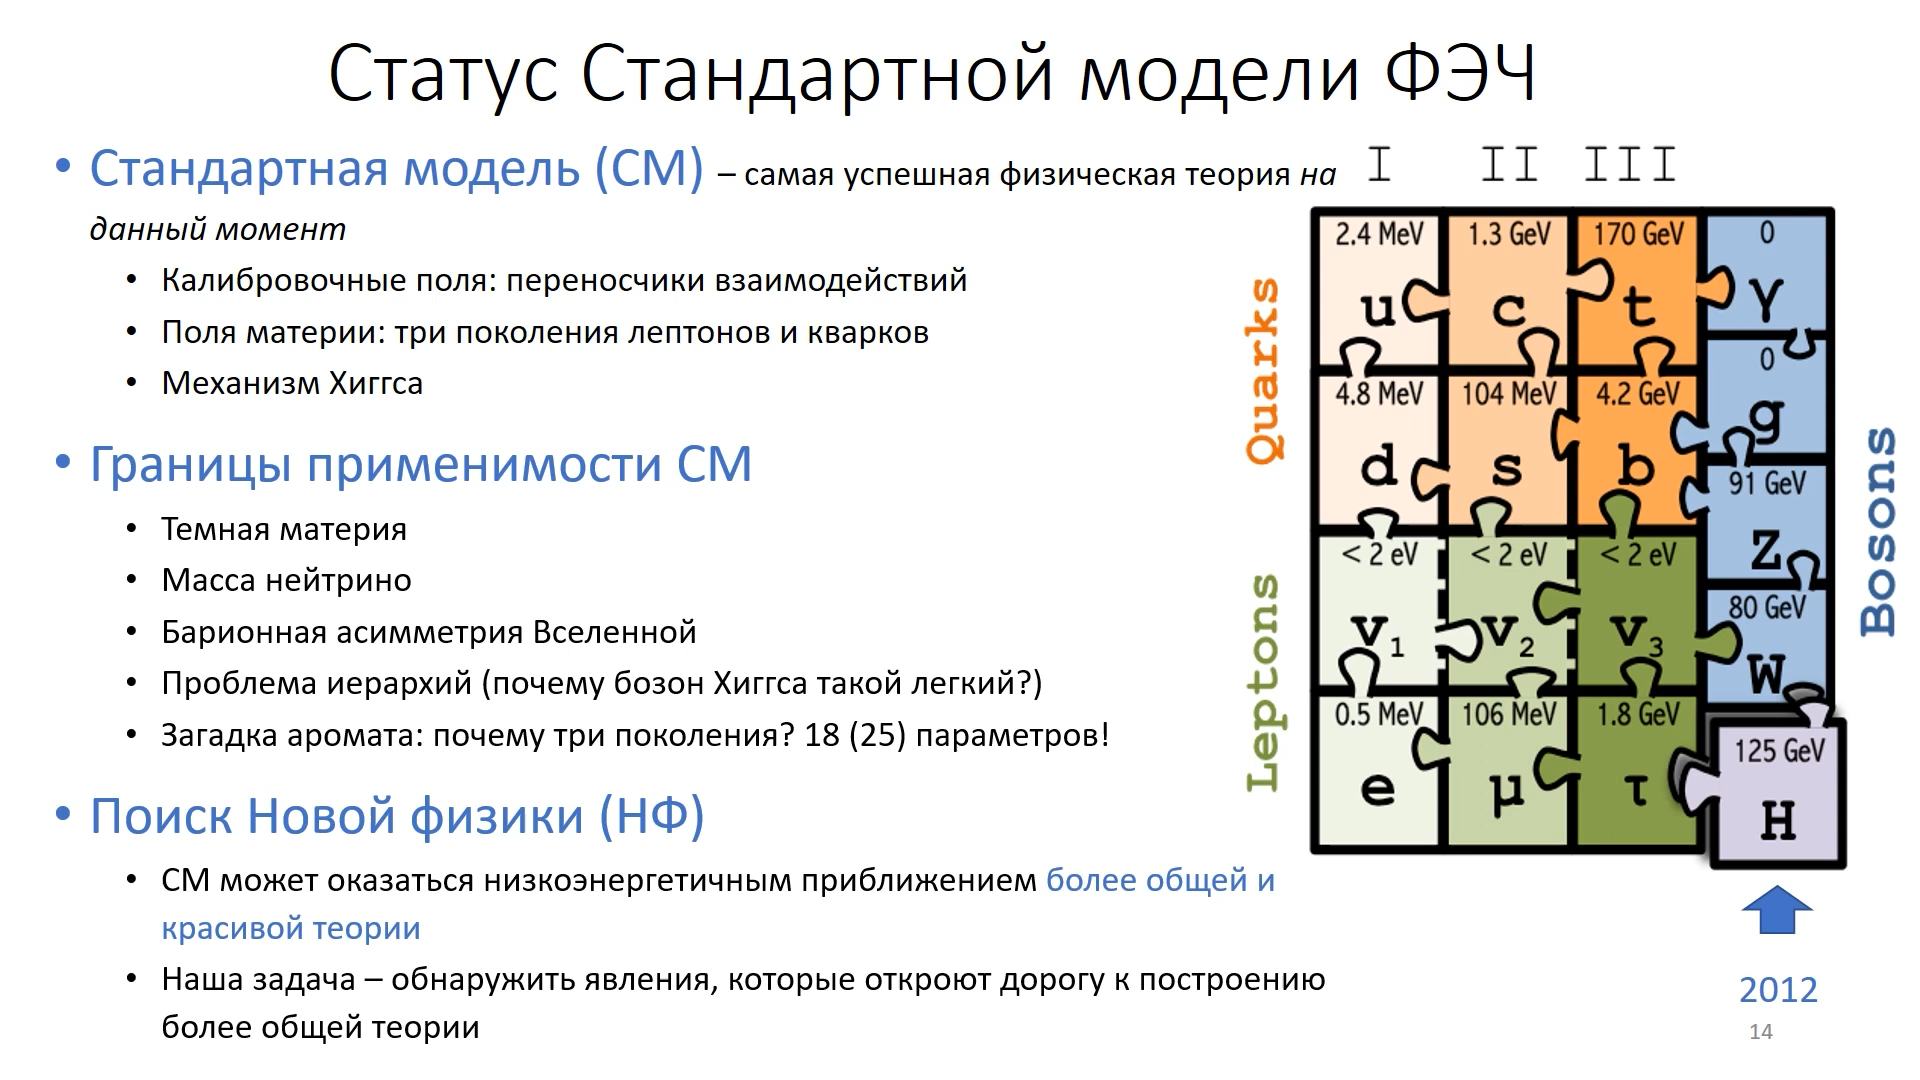 Статус Стандартной модели ФЭЧ
• Стандартная модель (СМ) – самая успешная физическая теория на
данный момент
• Калибровочные поля: переносчики взаимодействий
• Поля материи: три поколения лептонов и кварков
• Механизм Хиггса
• Границы применимости СМ
• Темная материя
• Масса нейтрино
• Барионная асимметрия Вселенной
• Проблема иерархий (почему бозон Хиггса такой легкий?)
• Загадка аромата: почему три поколения? 18 (25) параметров!
• Поиск Новой физики (НФ)
• СМ может оказаться низкоэнергетичным приближением более общей и
красивой теории
• Наша задача – обнаружить явления, которые откроют дорогу к построению
более общей теории
I II III
Quarks
Leptons
Bosons
2.4 MeV 1.3 GeV 170 GeV 0
u c t γ
0
g
4.8 MeV 104 MeV 4.2 GeV
d s b
91 GeV
Z
< 2 eV < 2 eV < 2 eV
ν1 ν2 ν3
80 GeV
W
0.5 MeV 106 MeV 1.8 GeV
e μ τ
125 GeV
H
2012
14